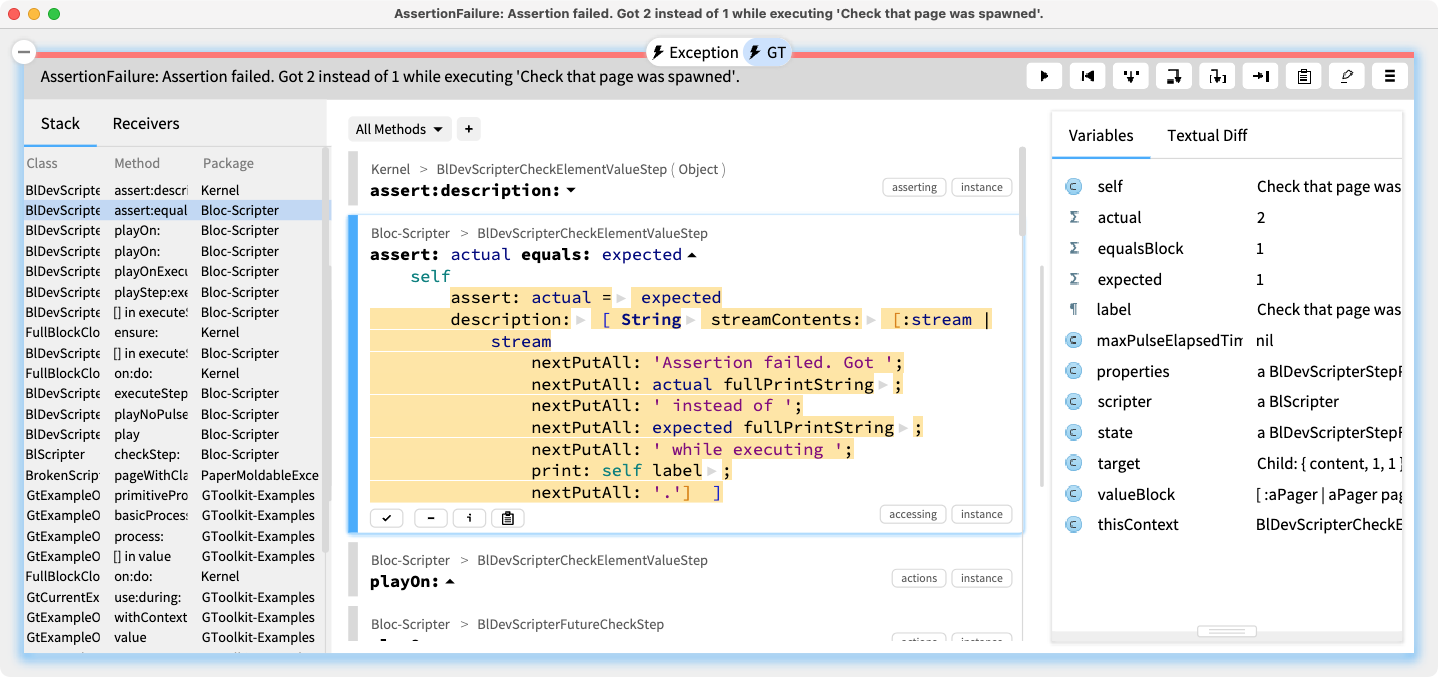 AssertionFailure: Assertion failed. Got 2 instead of 1 while executing 'Check that page was spawned'.
Exception GT
AssertionFailure: Assertion failed. Got 2 instead of 1 while executing 'Check that page was spawned'.
Stack Receivers
Class Method Package
BlDevScripte assert:descri Kernel
BlDevScripte assert:equal Bloc-Scripter
BlDevScripte playOn: Bloc-Scripter
BlDevScripte playOn: Bloc-Scripter
BlDevScripte playOnExecu Bloc-Scripter
BlDevScripte playStep:exe Bloc-Scripter
BlDevScripte [] in executeS Bloc-Scripter
FullBlockClo ensure: Kernel
BlDevScripte [] in executeS Bloc-Scripter
FullBlockClo on:do: Kernel
BlDevScripte executeStep Bloc-Scripter
BlDevScripte playNoPulse Bloc-Scripter
BlDevScripte play Bloc-Scripter
BlScripter checkStep: Bloc-Scripter
BrokenScrip pageWithCla PaperMoldableExce
GtExampleO primitivePro GToolkit-Examples
GtExampleO basicProces GToolkit-Examples
GtExampleO process: GToolkit-Examples
GtExampleO [] in value GToolkit-Examples
FullBlockClo on:do: Kernel
GtCurrentEx use:during: GToolkit-Examples
GtExampleO withContext GToolkit-Examples
GtExampleO value GToolkit-Examples
All Methods +
Kernel > BlDevScripterCheckElementValueStep ( Object )
assert:description:
asserting instance
Bloc-Scripter > BlDevScripterCheckElementValueStep
assert: actual equals: expected
self
assert: actual = expected
description: [ String streamContents: [:stream |
stream
nextPutAll: 'Assertion failed. Got ';
nextPutAll: actual fullPrintString ;
nextPutAll: ' instead of ';
nextPutAll: expected fullPrintString ;
nextPutAll: ' while executing ';
print: self label ;
nextPutAll: '.'] ]
accessing instance
Bloc-Scripter > BlDevScripterCheckElementValueStep
playOn:
actions instance
Bloc-Scripter > BlDevScripterFutureCheckStep
actions instance
Variables Textual Diff
self Check that page was
actual 2
equalsBlock 1
expected 1
label Check that page was
maxPulseElapsedTim nil
properties a BlDevScripterStepP
scripter a BlScripter
state a BlDevScripterStepP
target Child: { content, 1, 1 }
valueBlock [ :aPager | aPager pag
thisContext BlDevScripterCheckE